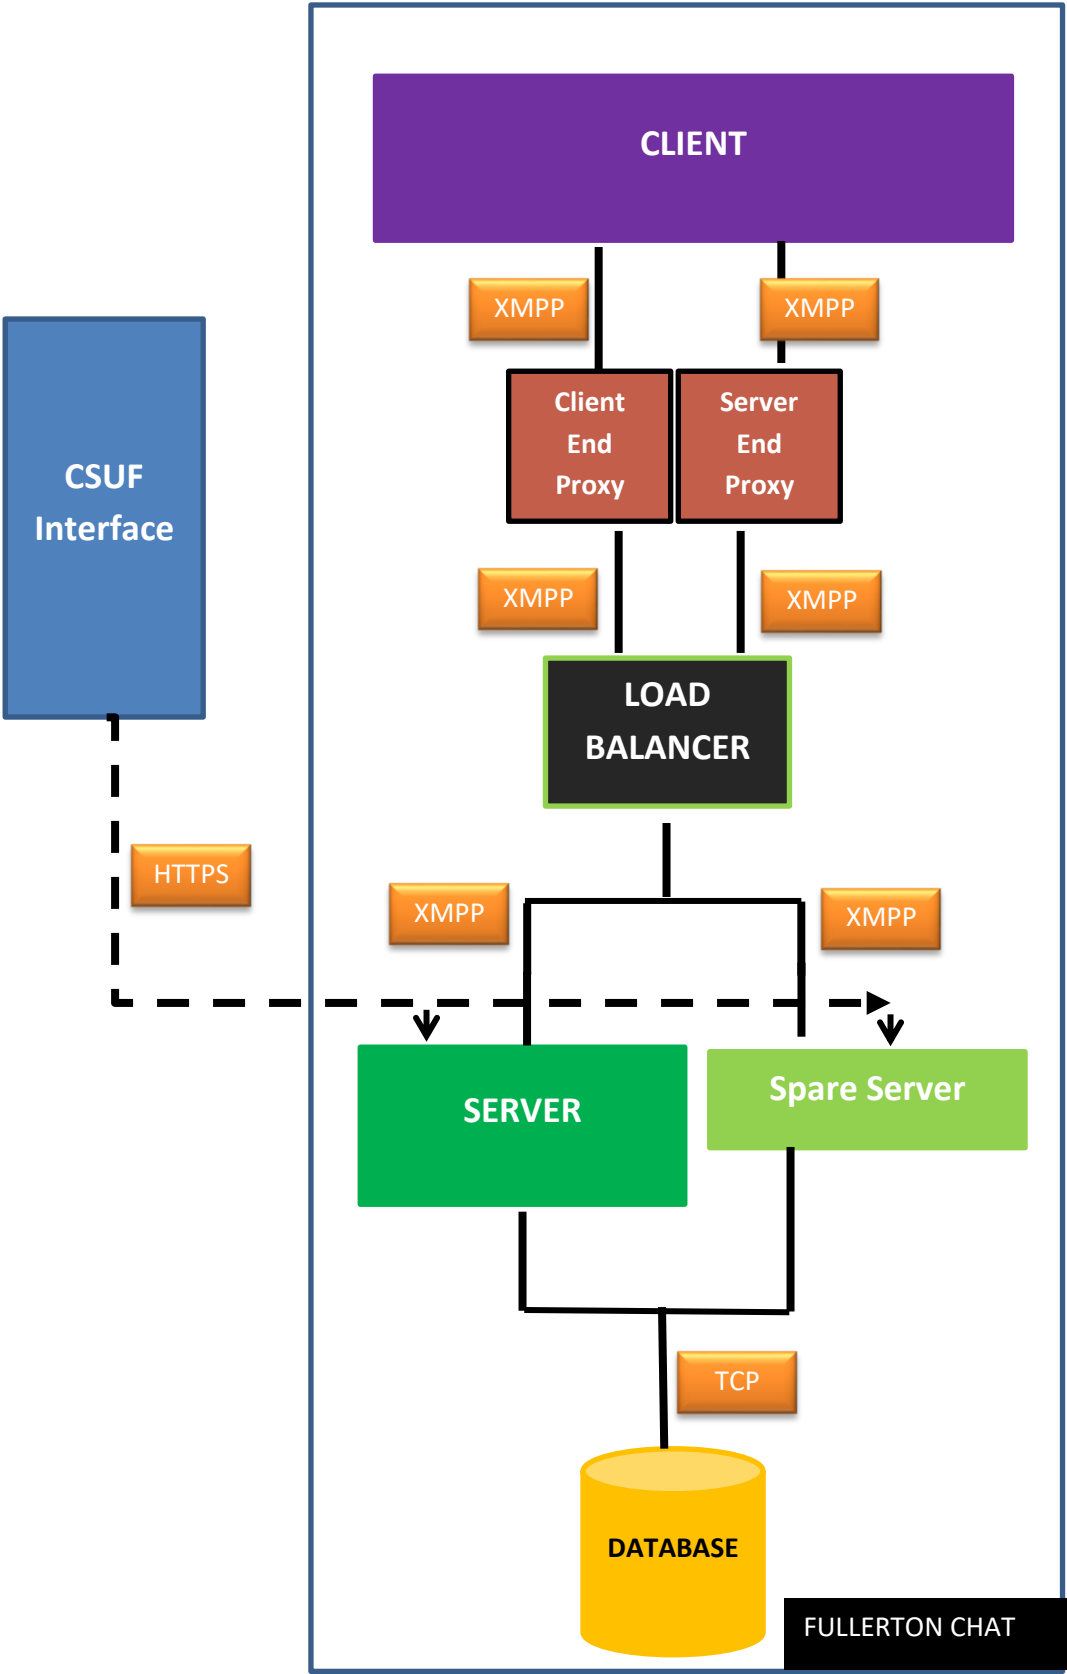 CLIENT
XMPP
XMPP
Client
End
Proxy
Server
End
Proxy
CSUF
Interface
XMPP
XMPP
LOAD
BALANCER
HTTPS
XMPP
XMPP
SERVER
Spare Server
TCP
DATABASE
FULLERTON CHAT